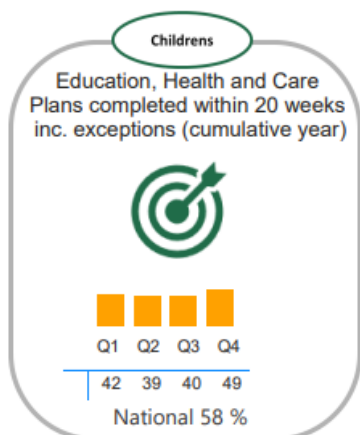 Childrens
Education, Health and Care
Plans completed within 20 weeks
inc. exceptions (cumulative year)
Q1 Q2 Q3 Q4
42 39 40 49
National 58 %